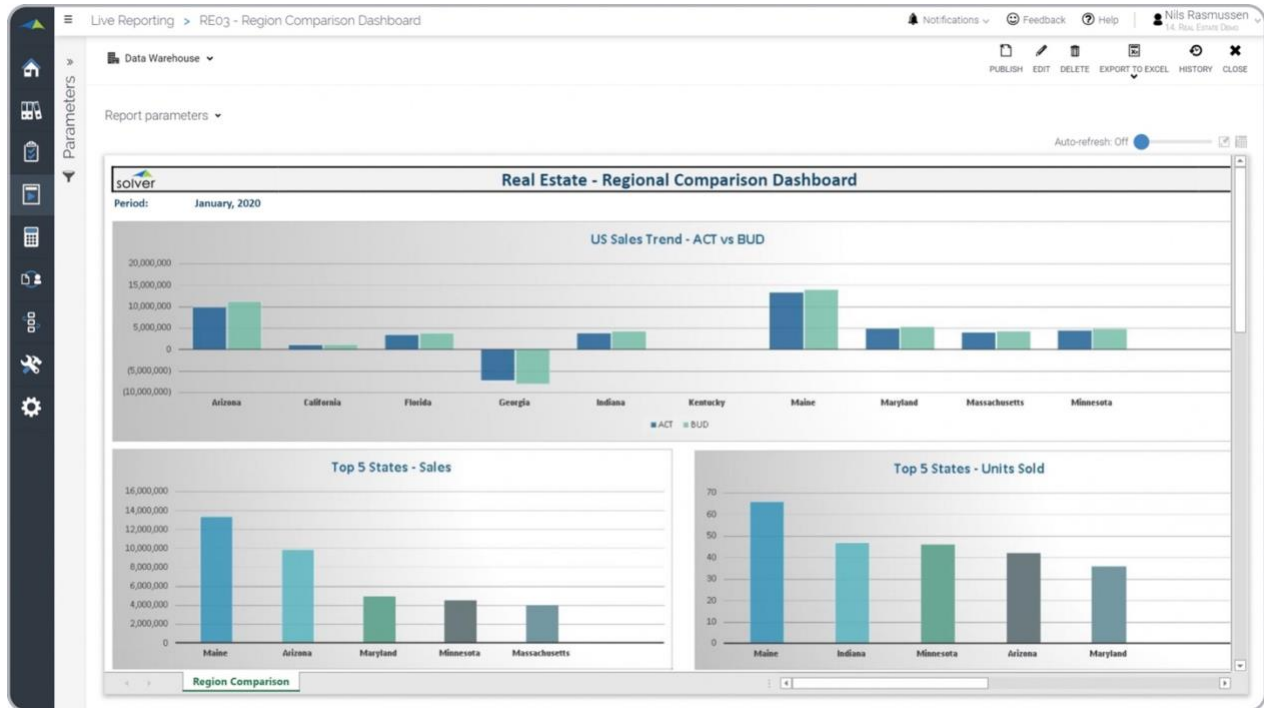 Live Reporting > RE03 - Region Comparison Dashboard
Notifications
Feedback
Help
Nils Rasmussen
14. Real Estate Demo
Data Warehouse
PUBLISH EDIT DELETE EXPORT TO EXCEL HISTORY CLOSE
Parameters
Report parameters
Auto-refresh: Off
solver
Real Estate - Regional Comparison Dashboard
Period: January, 2020
US Sales Trend - ACT vs BUD
20,000,000
15,000,000
10,000,000
5,000,000
0
(5,000,000)
(10,000,000)
Arizona California Florida Georgia Indiana Kentucky Maine Maryland Massachusetts Minnesota
ACT BUD
Top 5 States - Sales
16,000,000
14,000,000
12,000,000
10,000,000
8,000,000
6,000,000
4,000,000
2,000,000
0
Maine Arizona Maryland Minnesota Massachusetts
Top 5 States - Units Sold
70
60
50
40
30
20
10
0
Maine Indiana Minnesota Arizona Maryland
Region Comparison